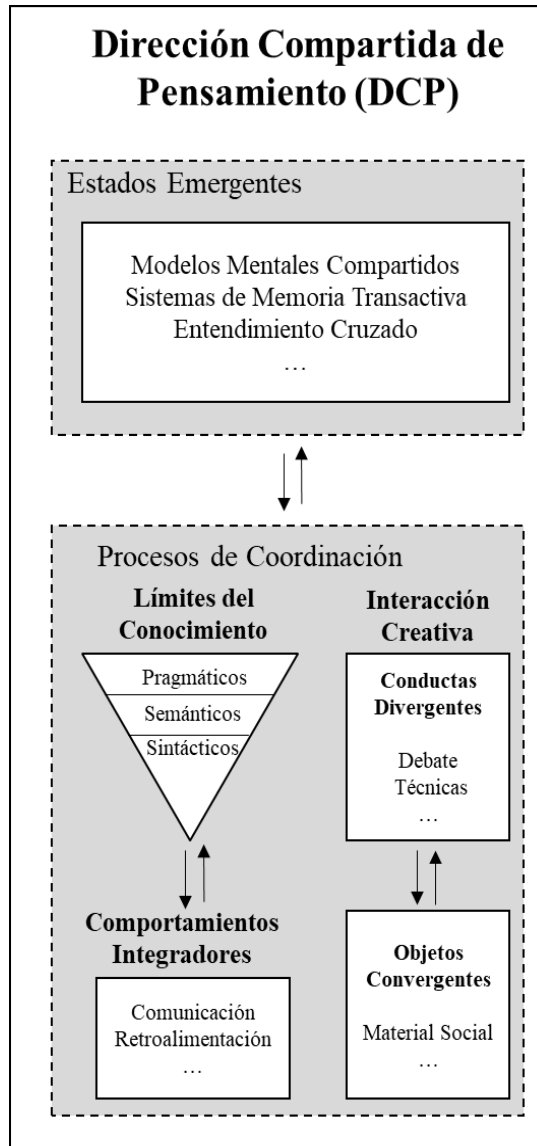 Dirección Compartida de
Pensamiento (DCP)
Estados Emergentes
Modelos Mentales Compartidos
Sistemas de Memoria Transactiva
Entendimiento Cruzado
…
Procesos de Coordinación
Límites del
Conocimiento
Pragmáticos
Semánticos
Sintácticos
Comportamientos
Integradores
Comunicación
Retroalimentación
…
Interacción
Creativa
Conductas
Divergentes
Debate
Técnicas
…
Objetos
Convergentes
Material Social
…